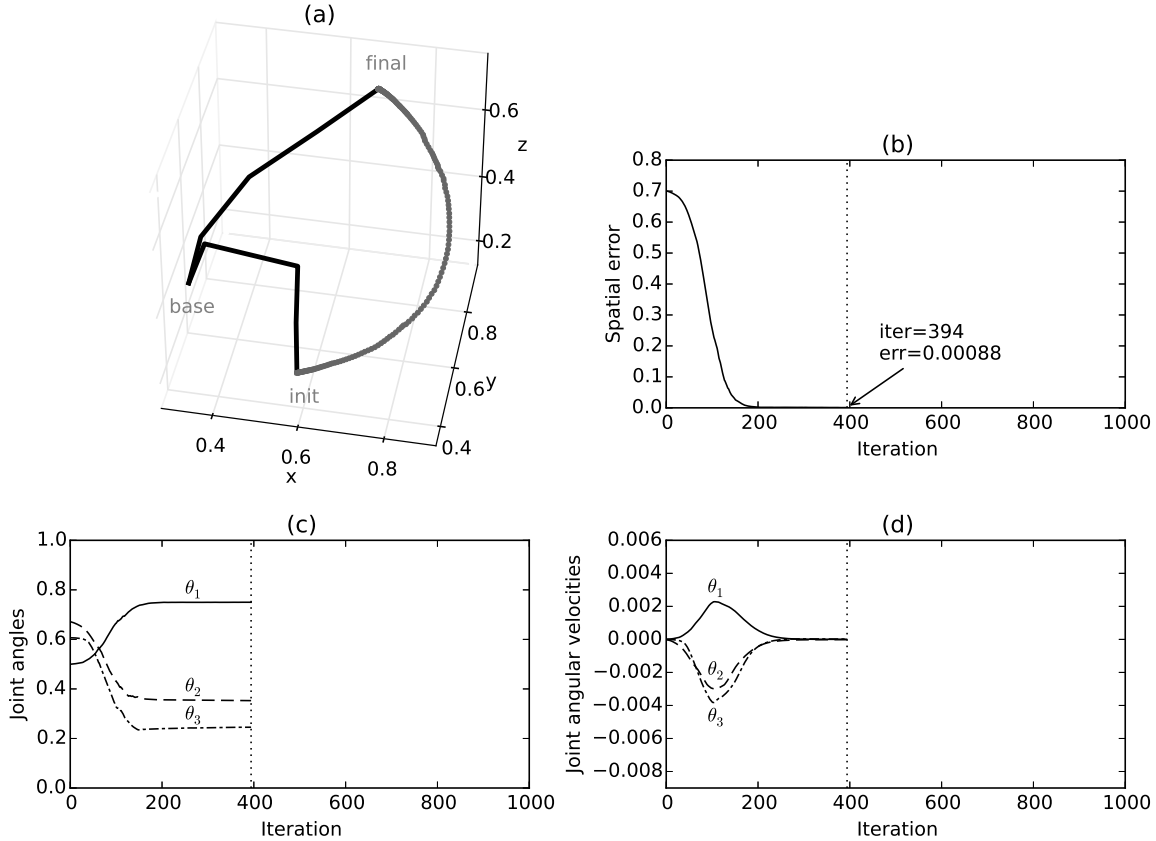 (a)
final
0.6
z
0.4
0.2
base
0.8
0.6
y
init
0.4
0.4
0.6
0.8
x
(b)
0.8
0.7
0.6
0.5
0.4
0.3
0.2
0.1
0.0
Spatial error
iter=394
err=0.00088
0
200
400
600
800
1000
Iteration
(c)
1.0
0.8
0.6
0.4
0.2
0.0
Joint angles
θ1
θ2
θ3
0
200
400
600
800
1000
Iteration
(d)
0.006
0.004
0.002
0.000
−0.002
−0.004
−0.006
−0.008
Joint angular velocities
θ1
θ2
θ3
0
200
400
600
800
1000
Iteration